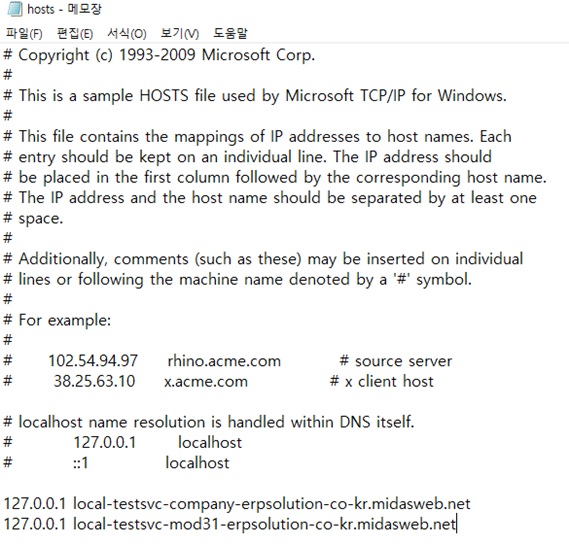 hosts - 메모장
파일(F) 편집(E) 서식(O) 보기(V) 도움말
# Copyright (c) 1993-2009 Microsoft Corp.
#
# This is a sample HOSTS file used by Microsoft TCP/IP for Windows.
#
# This file contains the mappings of IP addresses to host names. Each
# entry should be kept on an individual line. The IP address should
# be placed in the first column followed by the corresponding host name.
# The IP address and the host name should be separated by at least one
# space.
#
# Additionally, comments (such as these) may be inserted on individual
# lines or following the machine name denoted by a '#' symbol.
#
# For example:
#
# 102.54.94.97 rhino.acme.com # source server
# 38.25.63.10 x.acme.com # x client host
# localhost name resolution is handled within DNS itself.
# 127.0.0.1 localhost
# ::1 localhost
127.0.0.1 local-testsvc-company-erpsolution-co-kr.midasweb.net
127.0.0.1 local-testsvc-mod31-erpsolution-co-kr.midasweb.net